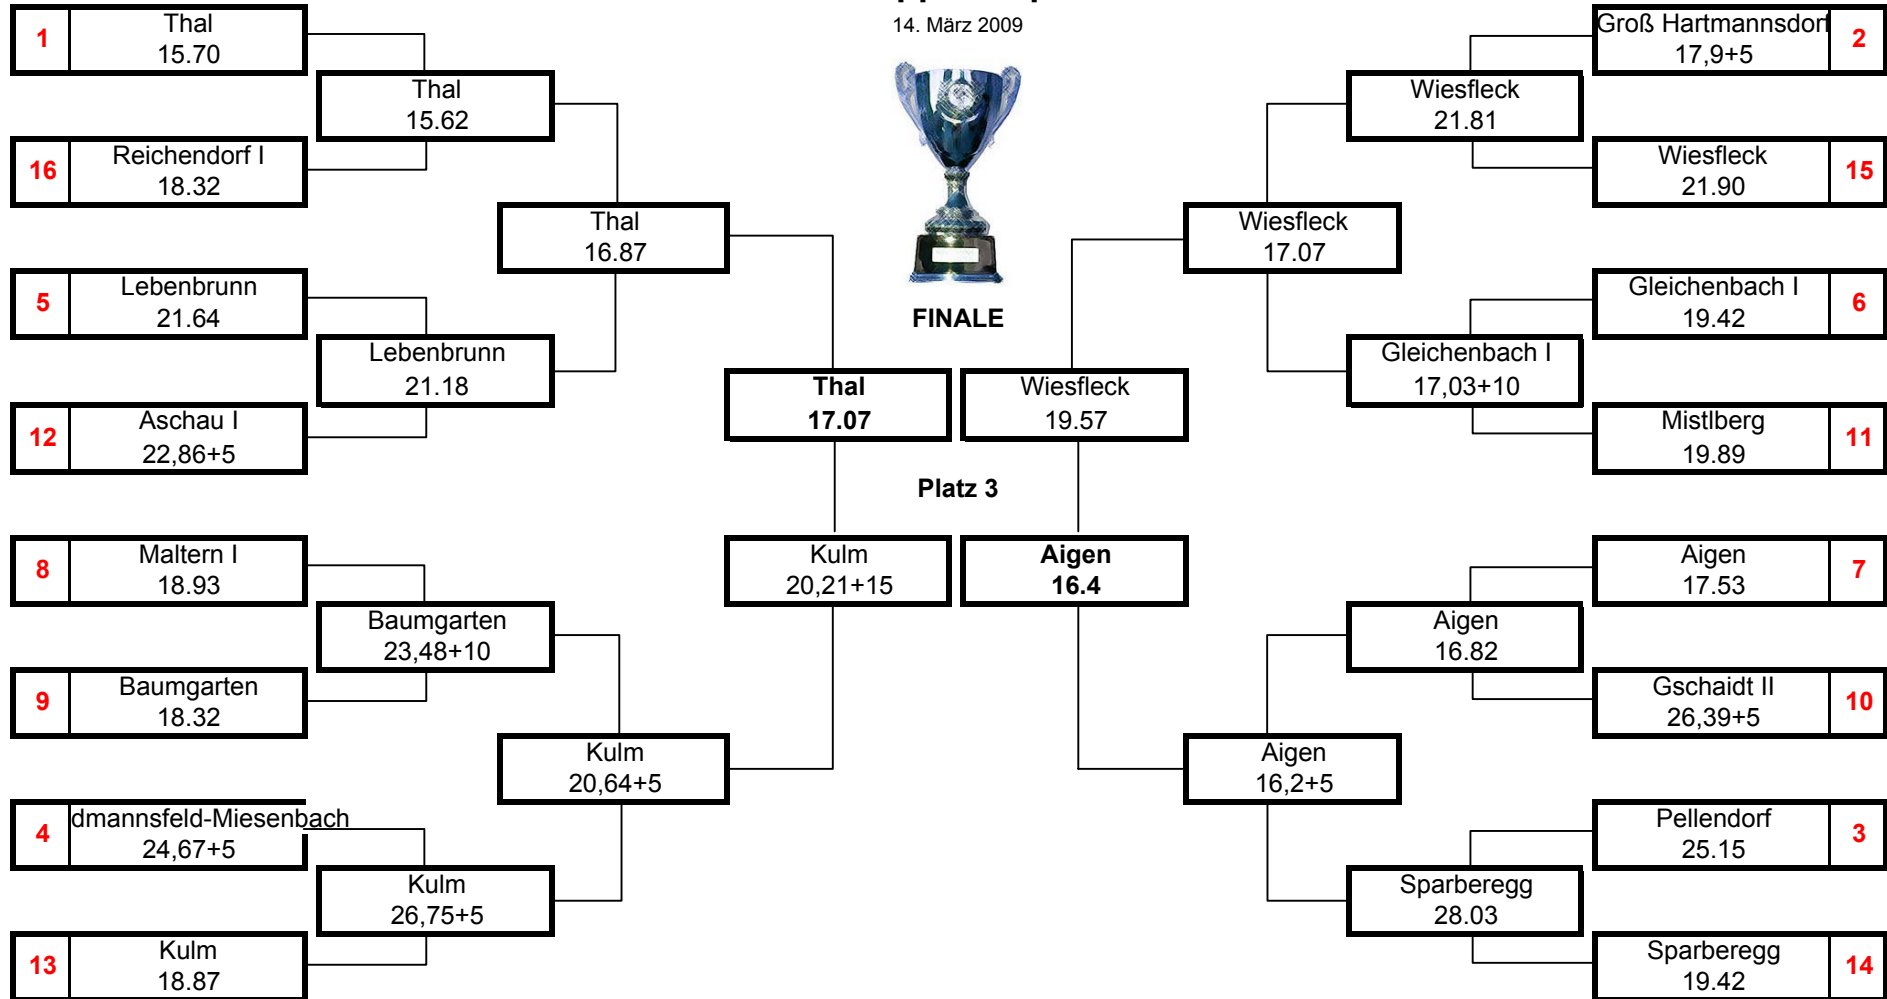 14. März 2009
1
Thal
15.70
Thal
15.62
16
Reichendorf I
18.32
Thal
16.87
5
Lebenbrunn
21.64
Lebenbrunn
21.18
12
Aschau I
22,86+5
8
Maltern I
18.93
Baumgarten
23,48+10
9
Baumgarten
18.32
Kulm
20,64+5
4
dmannsfeld-Miesenbach
24,67+5
Kulm
26,75+5
13
Kulm
18.87
FINALE
Thal
17.07
Wiesfleck
19.57
Platz 3
Kulm
20,21+15
Aigen
16.4
Groß Hartmannsdorf
17,9+5
2
Wiesfleck
21.81
Wiesfleck
21.90
15
Wiesfleck
17.07
Gleichenbach I
19.42
6
Gleichenbach I
17,03+10
Mistlberg
19.89
11
Aigen
17.53
7
Aigen
16.82
Gschaidt II
26,39+5
10
Aigen
16,2+5
Pellendorf
25.15
3
Sparberegg
28.03
Sparberegg
19.42
14